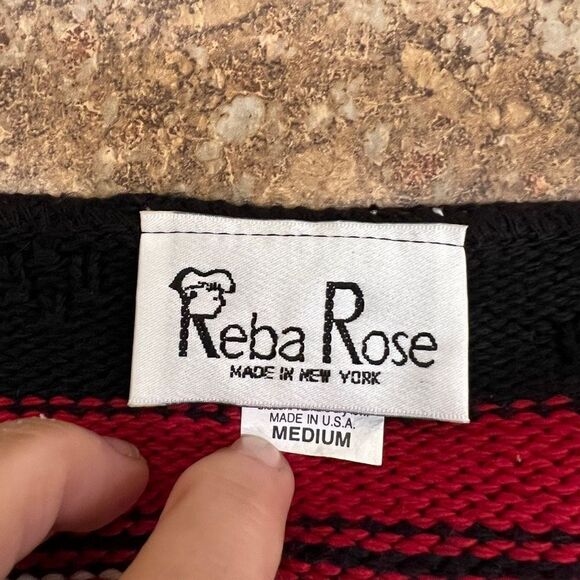 Reba Rose
MADE IN NEW YORK
MADE IN U.S.A.
MEDIUM